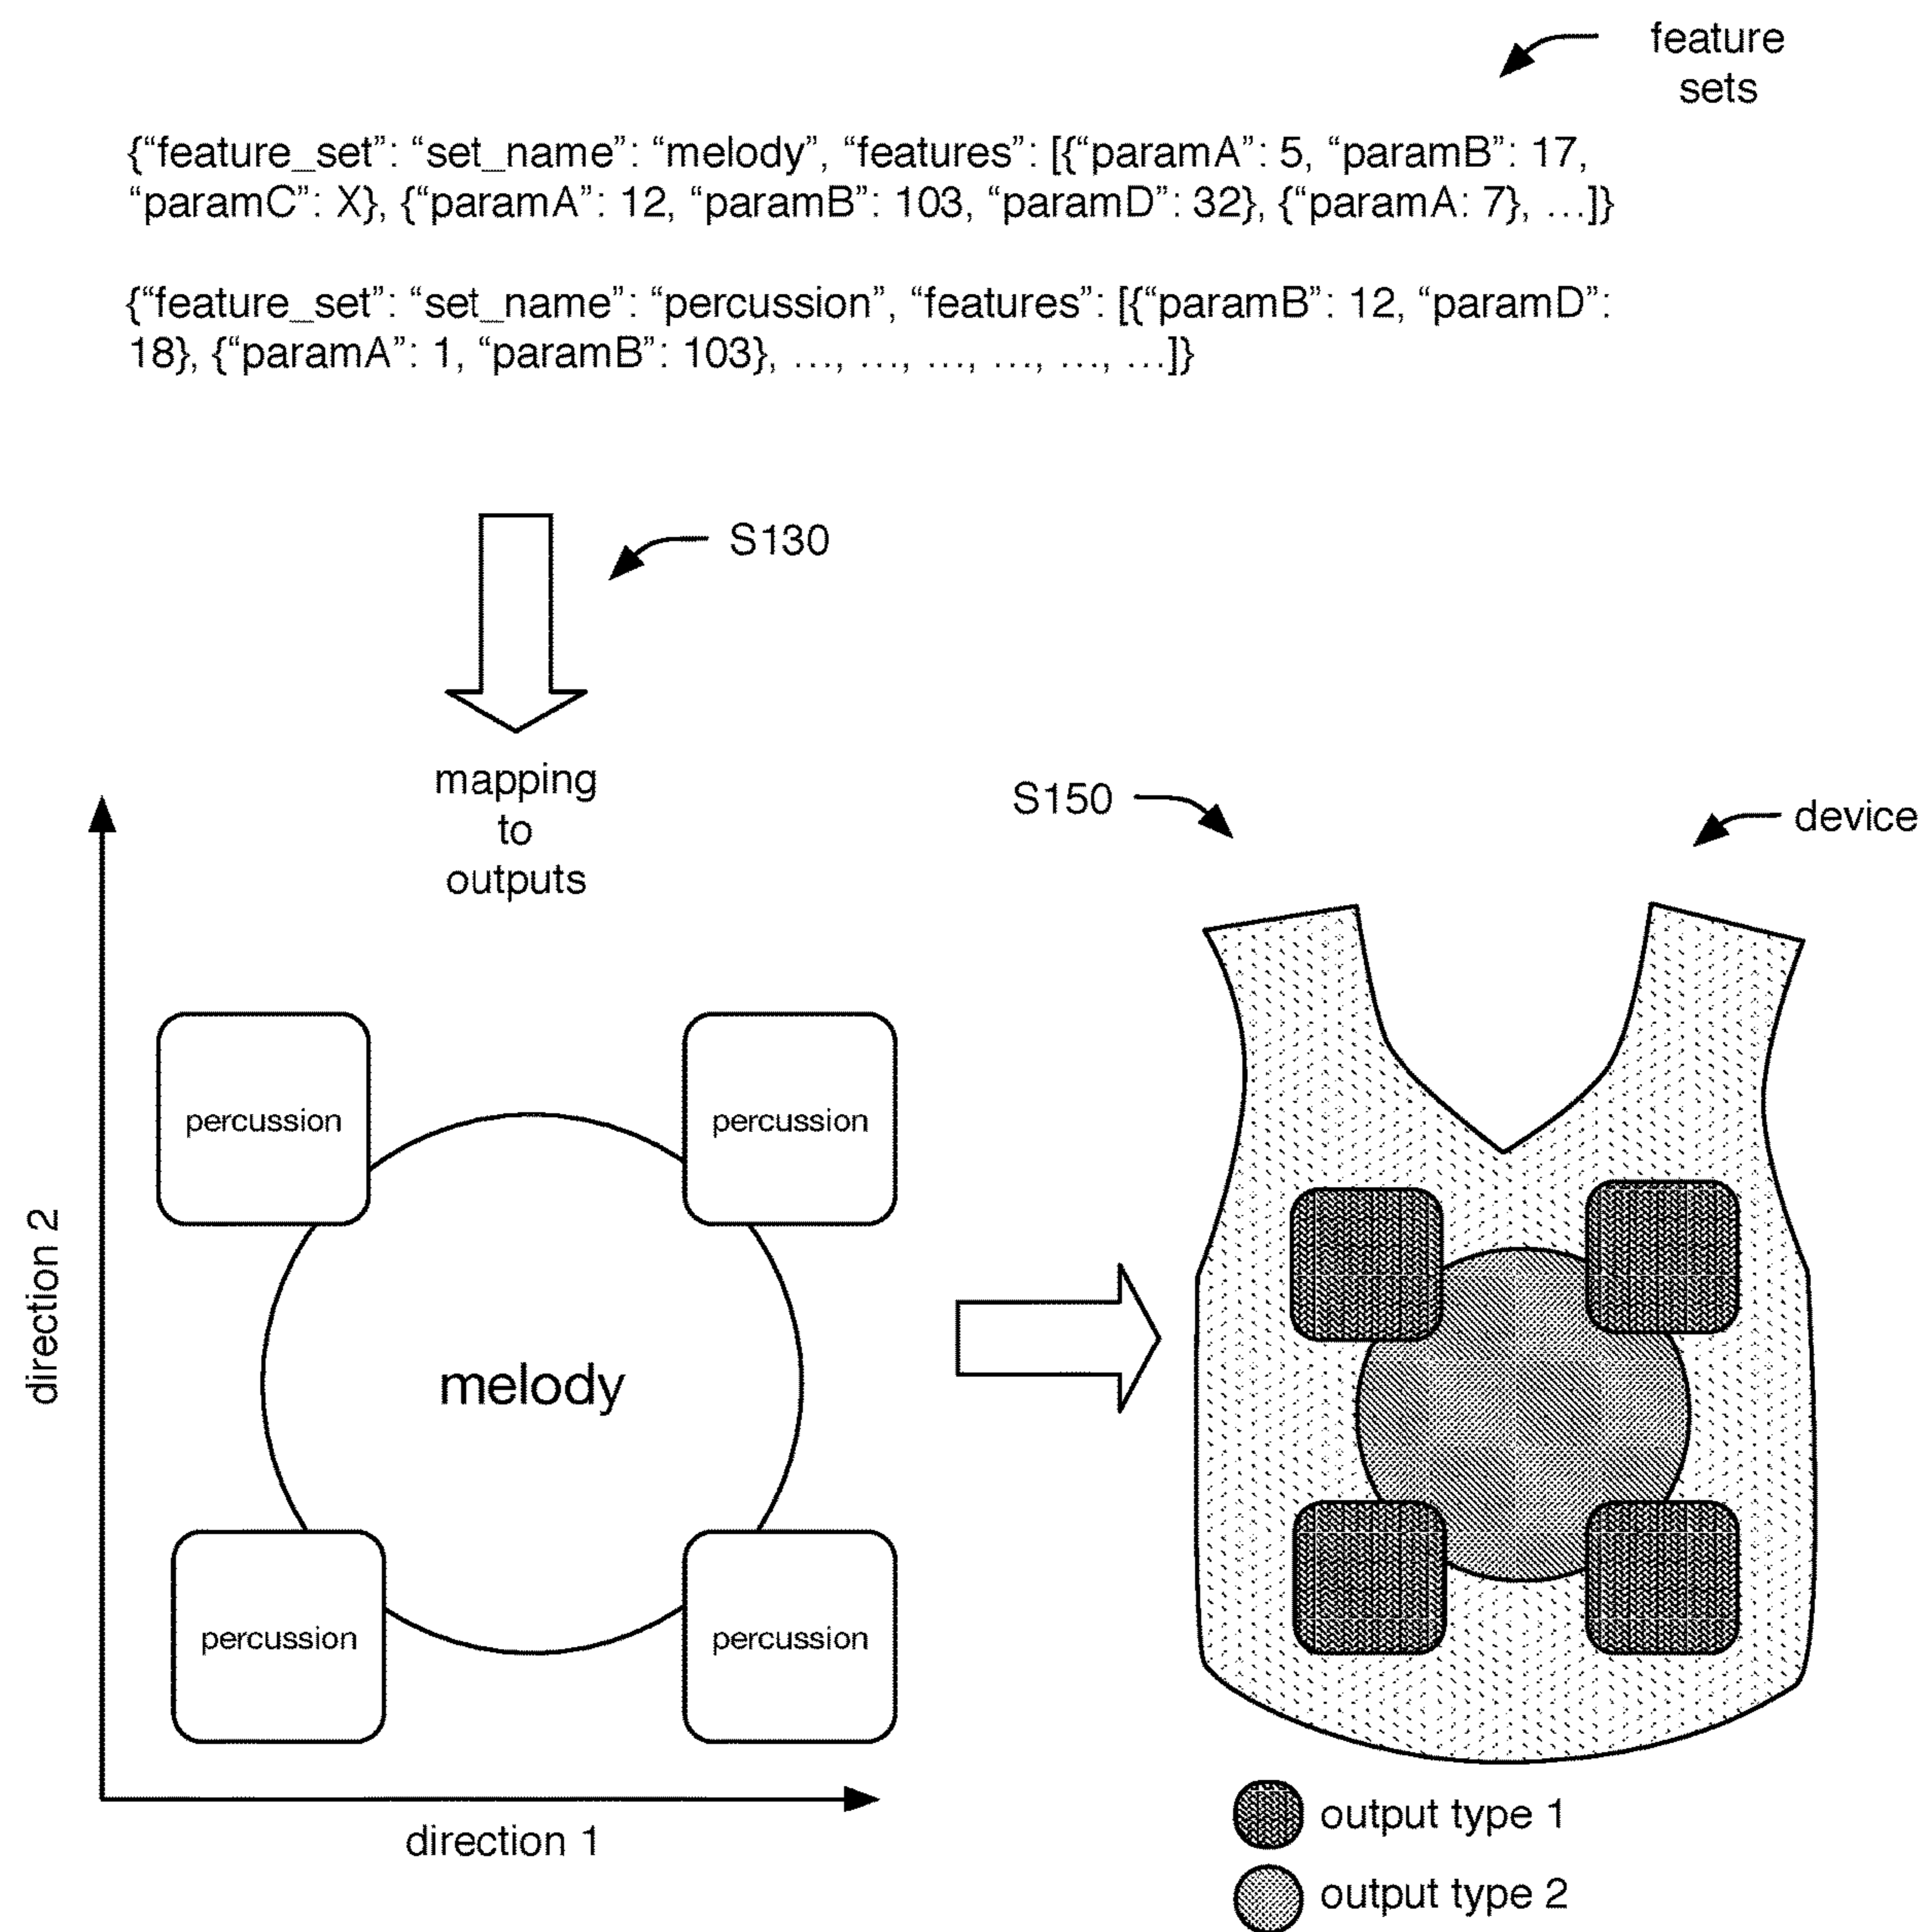 feature
sets
{“feature_set”: “set_name”: “melody”, “features”: [{“paramA”: 5, “paramB”: 17,
“paramC”: X}, {“paramA”: 12, “paramB”: 103, “paramD”: 32}, {“paramA: 7}, …]}
{“feature_set”: “set_name”: “percussion”, “features”: [{“paramB”: 12, “paramD”:
18}, {“paramA”: 1, “paramB”: 103}, …, …, …, …, …, …]}
S130
mapping
to
outputs
S150
device
percussion
percussion
direction 2
melody
percussion
percussion
direction 1
output type 1
output type 2